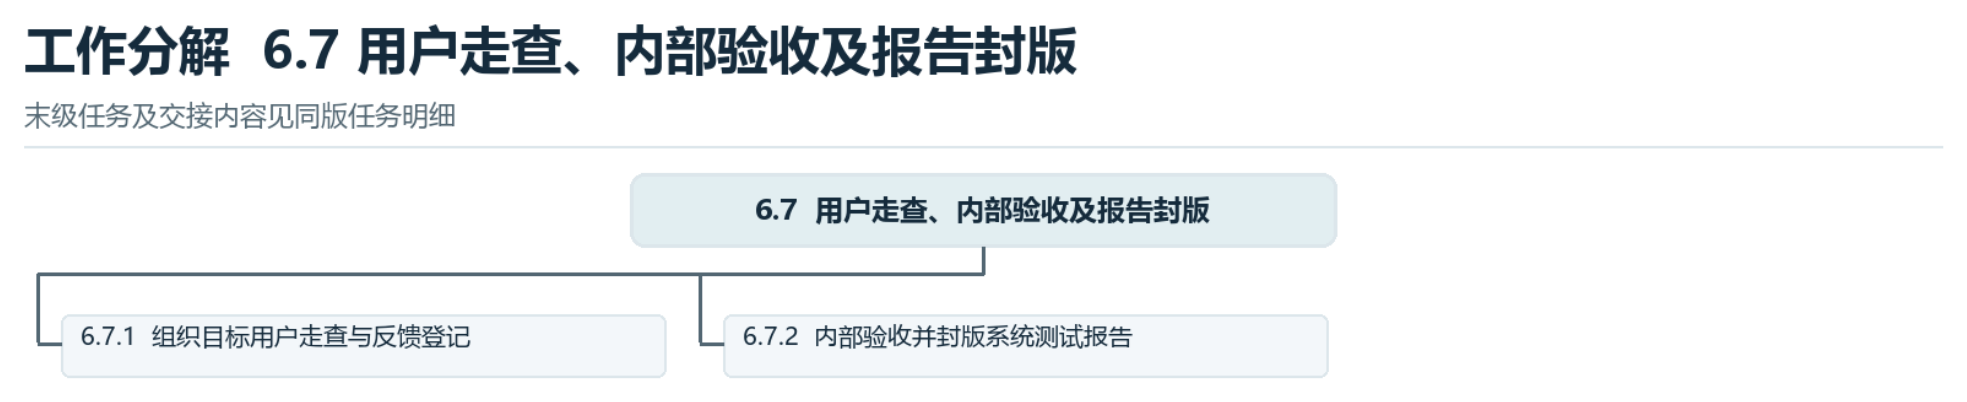 工作分解 6.7 用户走查、内部验收及报告封版
末级任务及交接内容见同版任务明细
6.7 用户走查、内部验收及报告封版
6.7.1 组织目标用户走查与反馈登记
6.7.2 内部验收并封版系统测试报告